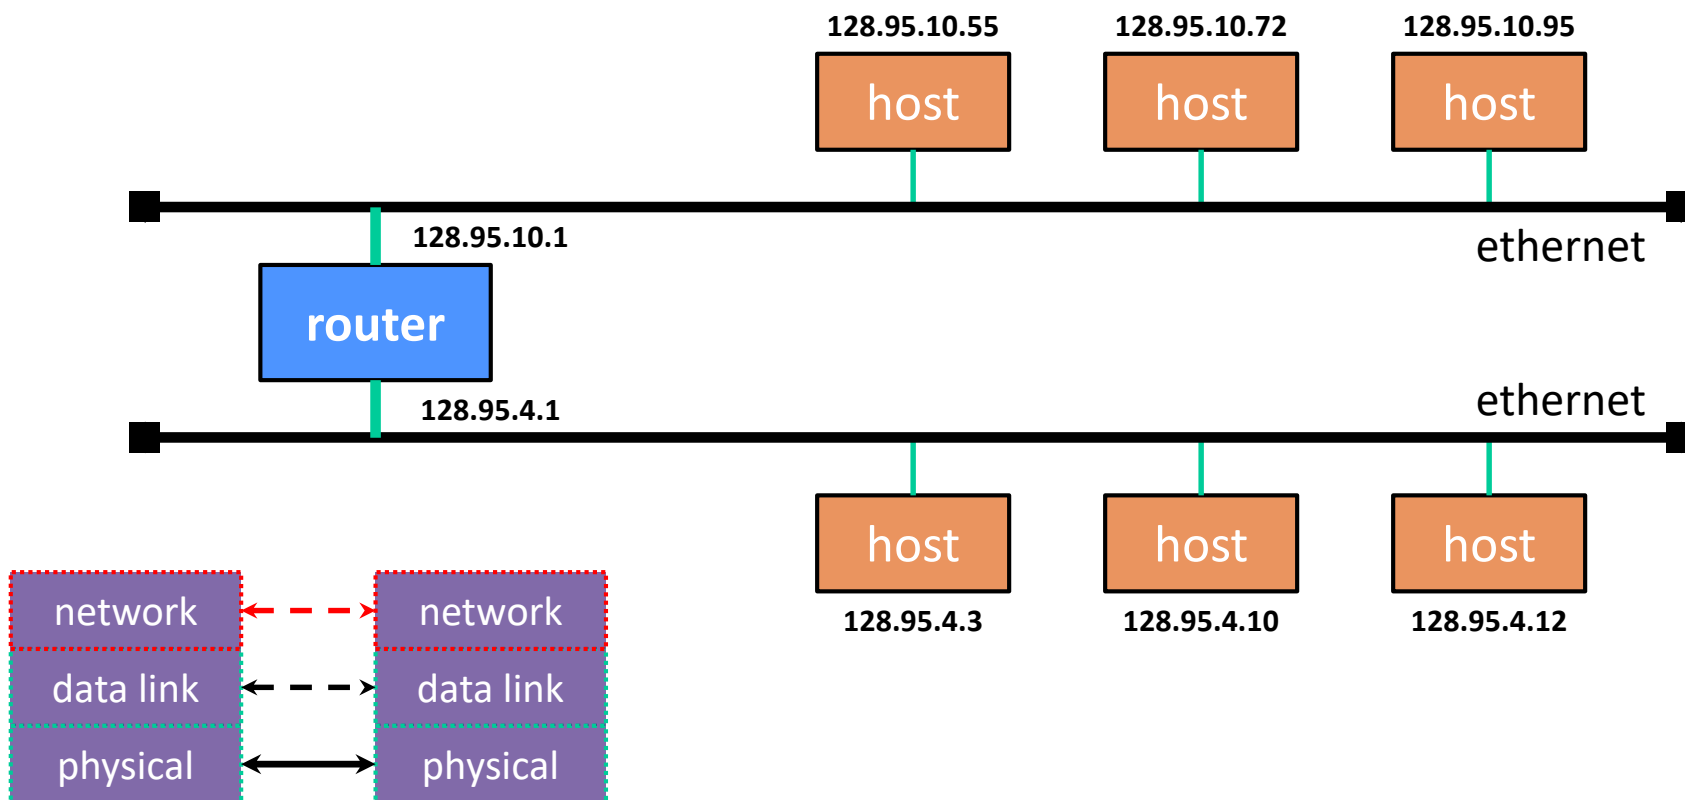 128.95.10.55 128.95.10.72 128.95.10.95
host host host
128.95.10.1
ethernet
router
128.95.4.1
ethernet
host host host
128.95.4.3 128.95.4.10 128.95.4.12
network network
data link data link
physical physical